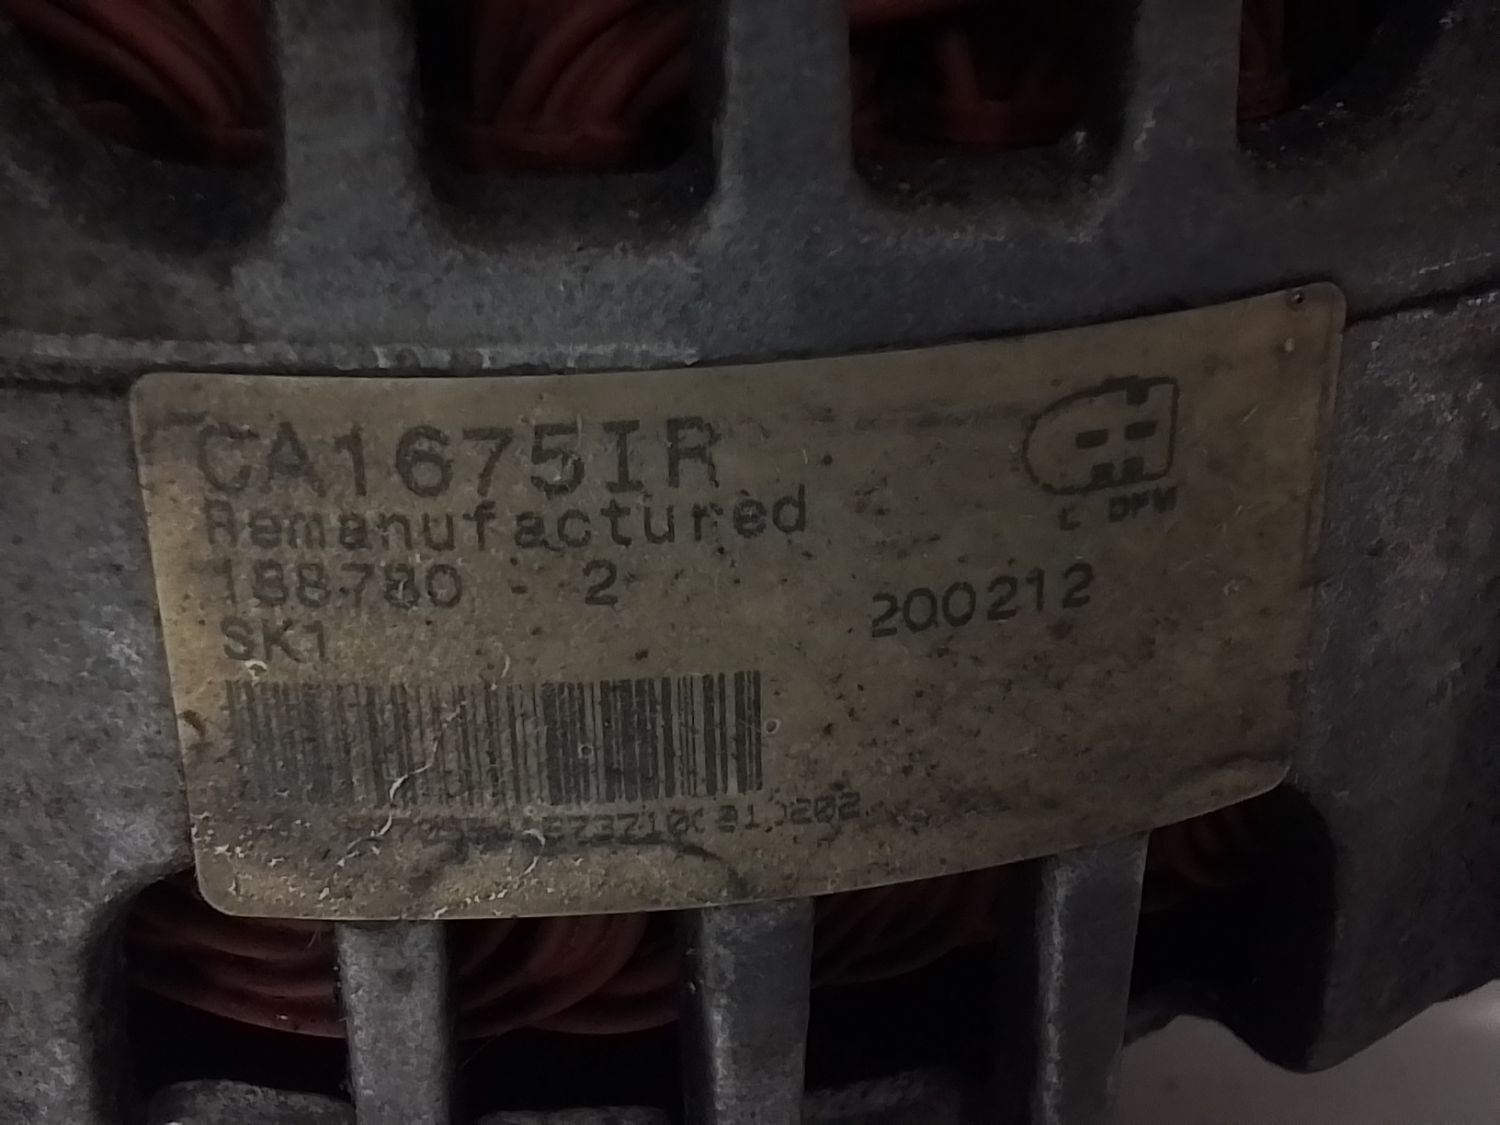 CA1675IR
Remanufactured
L DFM
188780 - 2
200212
SK1